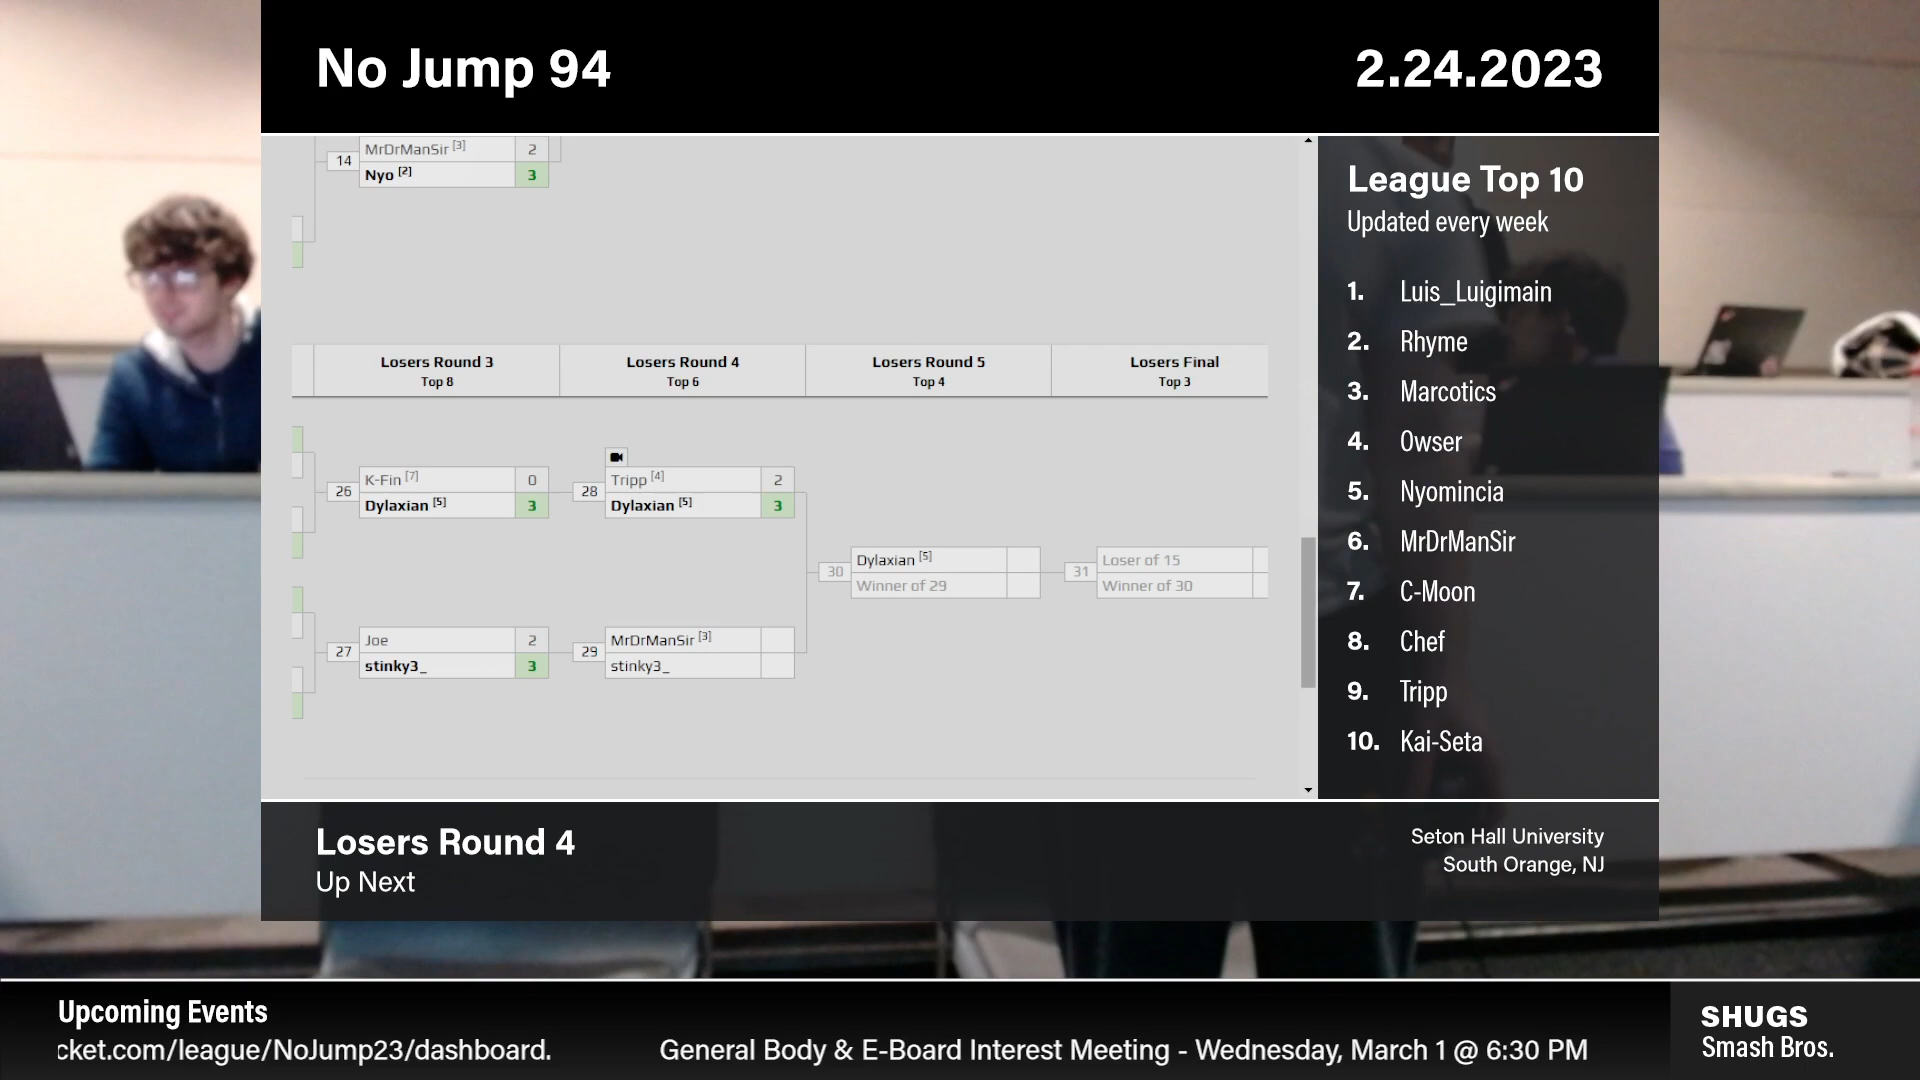 No Jump 94
2.24.2023
14
MrDrManSir [3] 2
Nyo [2] 3
Losers Round 3
Top 8
Losers Round 4
Top 6
Losers Round 5
Top 4
Losers Final
Top 3
26
K-Fin [7] 0
Dylaxian [5] 3
28
Tripp [4] 2
Dylaxian [5] 3
30
Dylaxian [5]
Winner of 29
31
Loser of 15
Winner of 30
27
Joe 2
stinky3_ 3
29
MrDrManSir [3]
stinky3_
League Top 10
Updated every week
1. Luis_Luigimain
2. Rhyme
3. Marcotics
4. Owser
5. Nyomincia
6. MrDrManSir
7. C-Moon
8. Chef
9. Tripp
10. Kai-Seta
Losers Round 4
Up Next
Seton Hall University
South Orange, NJ
Upcoming Events
cket.com/league/NoJump23/dashboard.
General Body & E-Board Interest Meeting - Wednesday, March 1 @ 6:30 PM
SHUGS
Smash Bros.